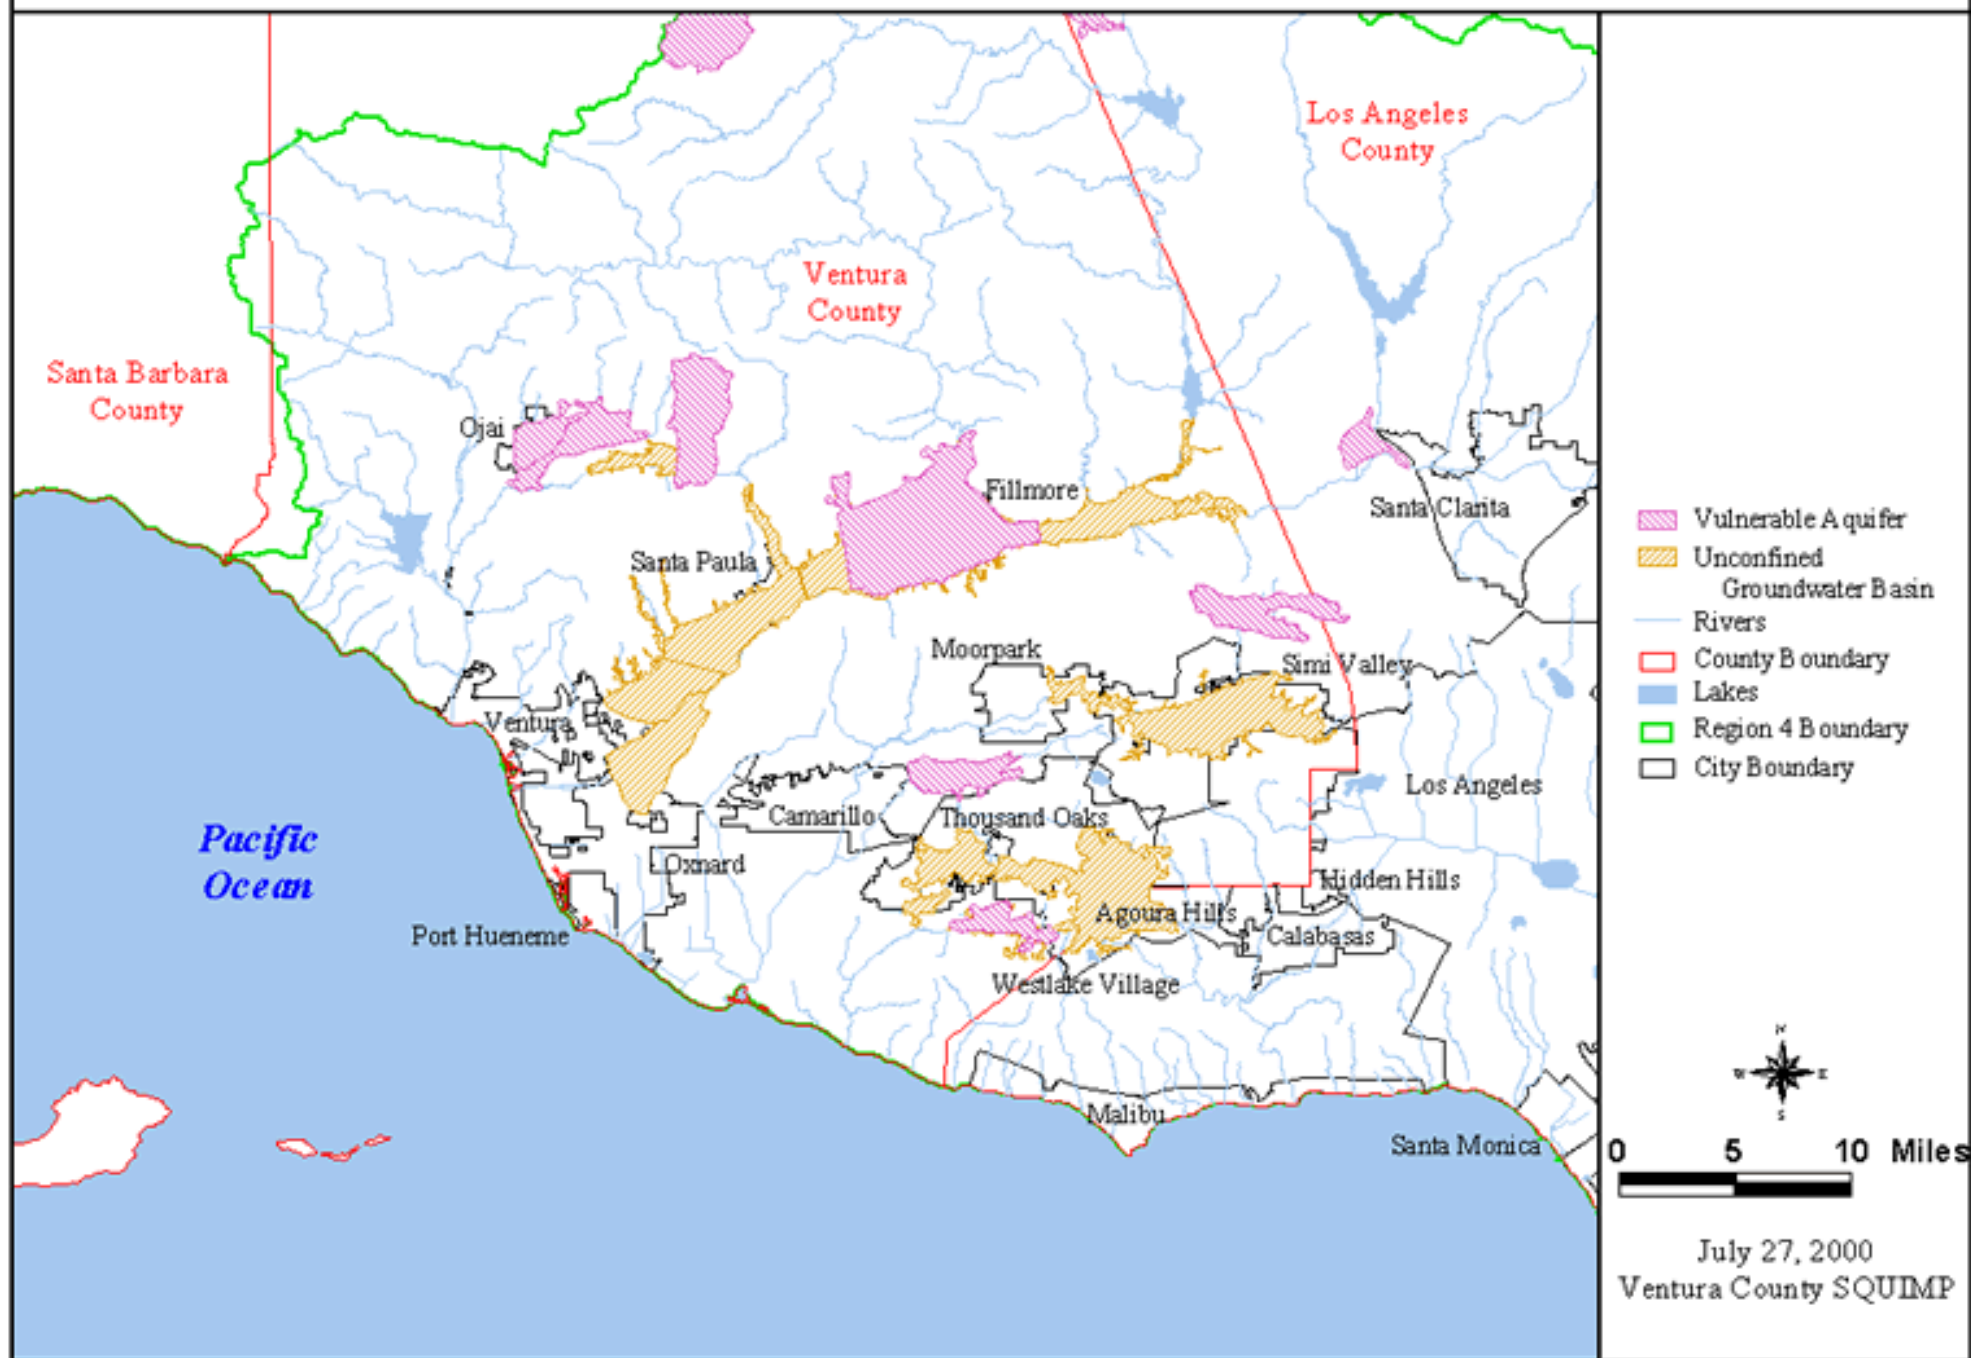 Los Angeles
County
Ventura
County
Santa Barbara
County
Ojai
Fillmore
Santa Clarita
Santa Paula
Moorpark
Simi Valley
Ventura
Los Angeles
Camarillo
Thousand Oaks
Oxnard
Hidden Hills
Agoura Hills
Calabasas
Port Hueneme
Westlake Village
Malibu
Santa Monica
Pacific
Ocean
Vulnerable Aquifer
Unconfined
Groundwater Basin
Rivers
County Boundary
Lakes
Region 4 Boundary
City Boundary
N
W E
S
0 5 10 Miles
July 27, 2000
Ventura County SQUIMP